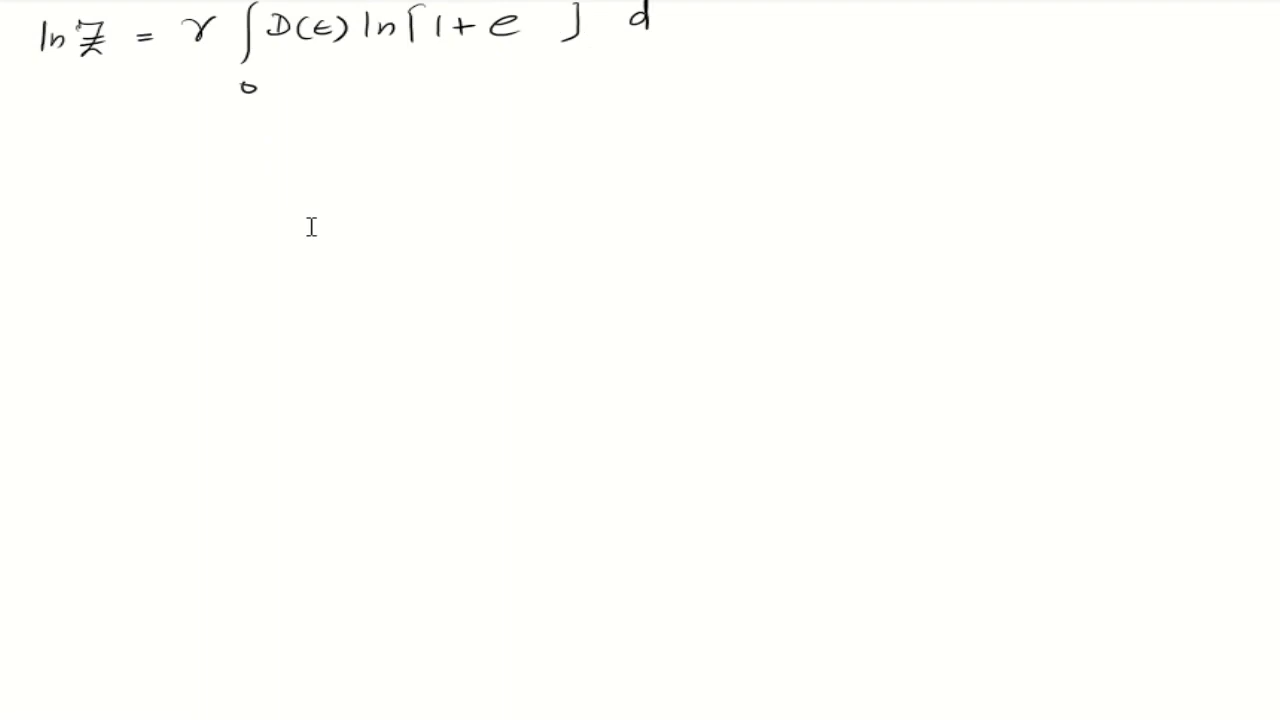 ln Z = γ ∫₀ D(ε) ln[1+e ] d